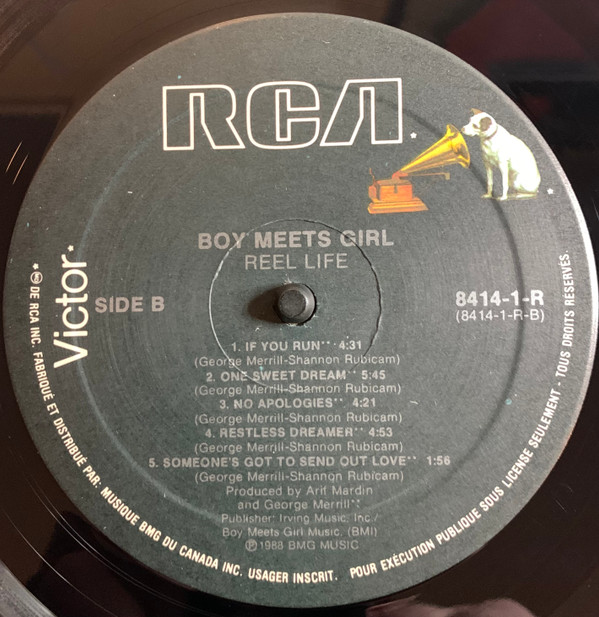 RCA
Victor*
BOY MEETS GIRL
REEL LIFE
SIDE B
8414-1-R
(8414-1-R-B)
1. IF YOU RUN** 4:31
(George Merrill-Shannon Rubicam)
2. ONE SWEET DREAM** 5:45
(George Merrill-Shannon Rubicam)
3. NO APOLOGIES** 4:21
(George Merrill-Shannon Rubicam)
4. RESTLESS DREAMER** 4:53
(George Merrill-Shannon Rubicam)
5. SOMEONE'S GOT TO SEND OUT LOVE** 1:56
(George Merrill-Shannon Rubicam)
Produced by Arif Mardin
and George Merrill**
Publisher: Irving Music, Inc./
Boy Meets Girl Music. (BMI)
℗1988 BMG MUSIC
*®DE RCA INC. FABRIQUÉ ET DISTRIBUÉ PAR: MUSIQUE BMG DU CANADA INC. USAGER INSCRIT. POUR EXÉCUTION PUBLIQUE SOUS LICENSE SEULEMENT · TOUS DROITS RESERVÉS.